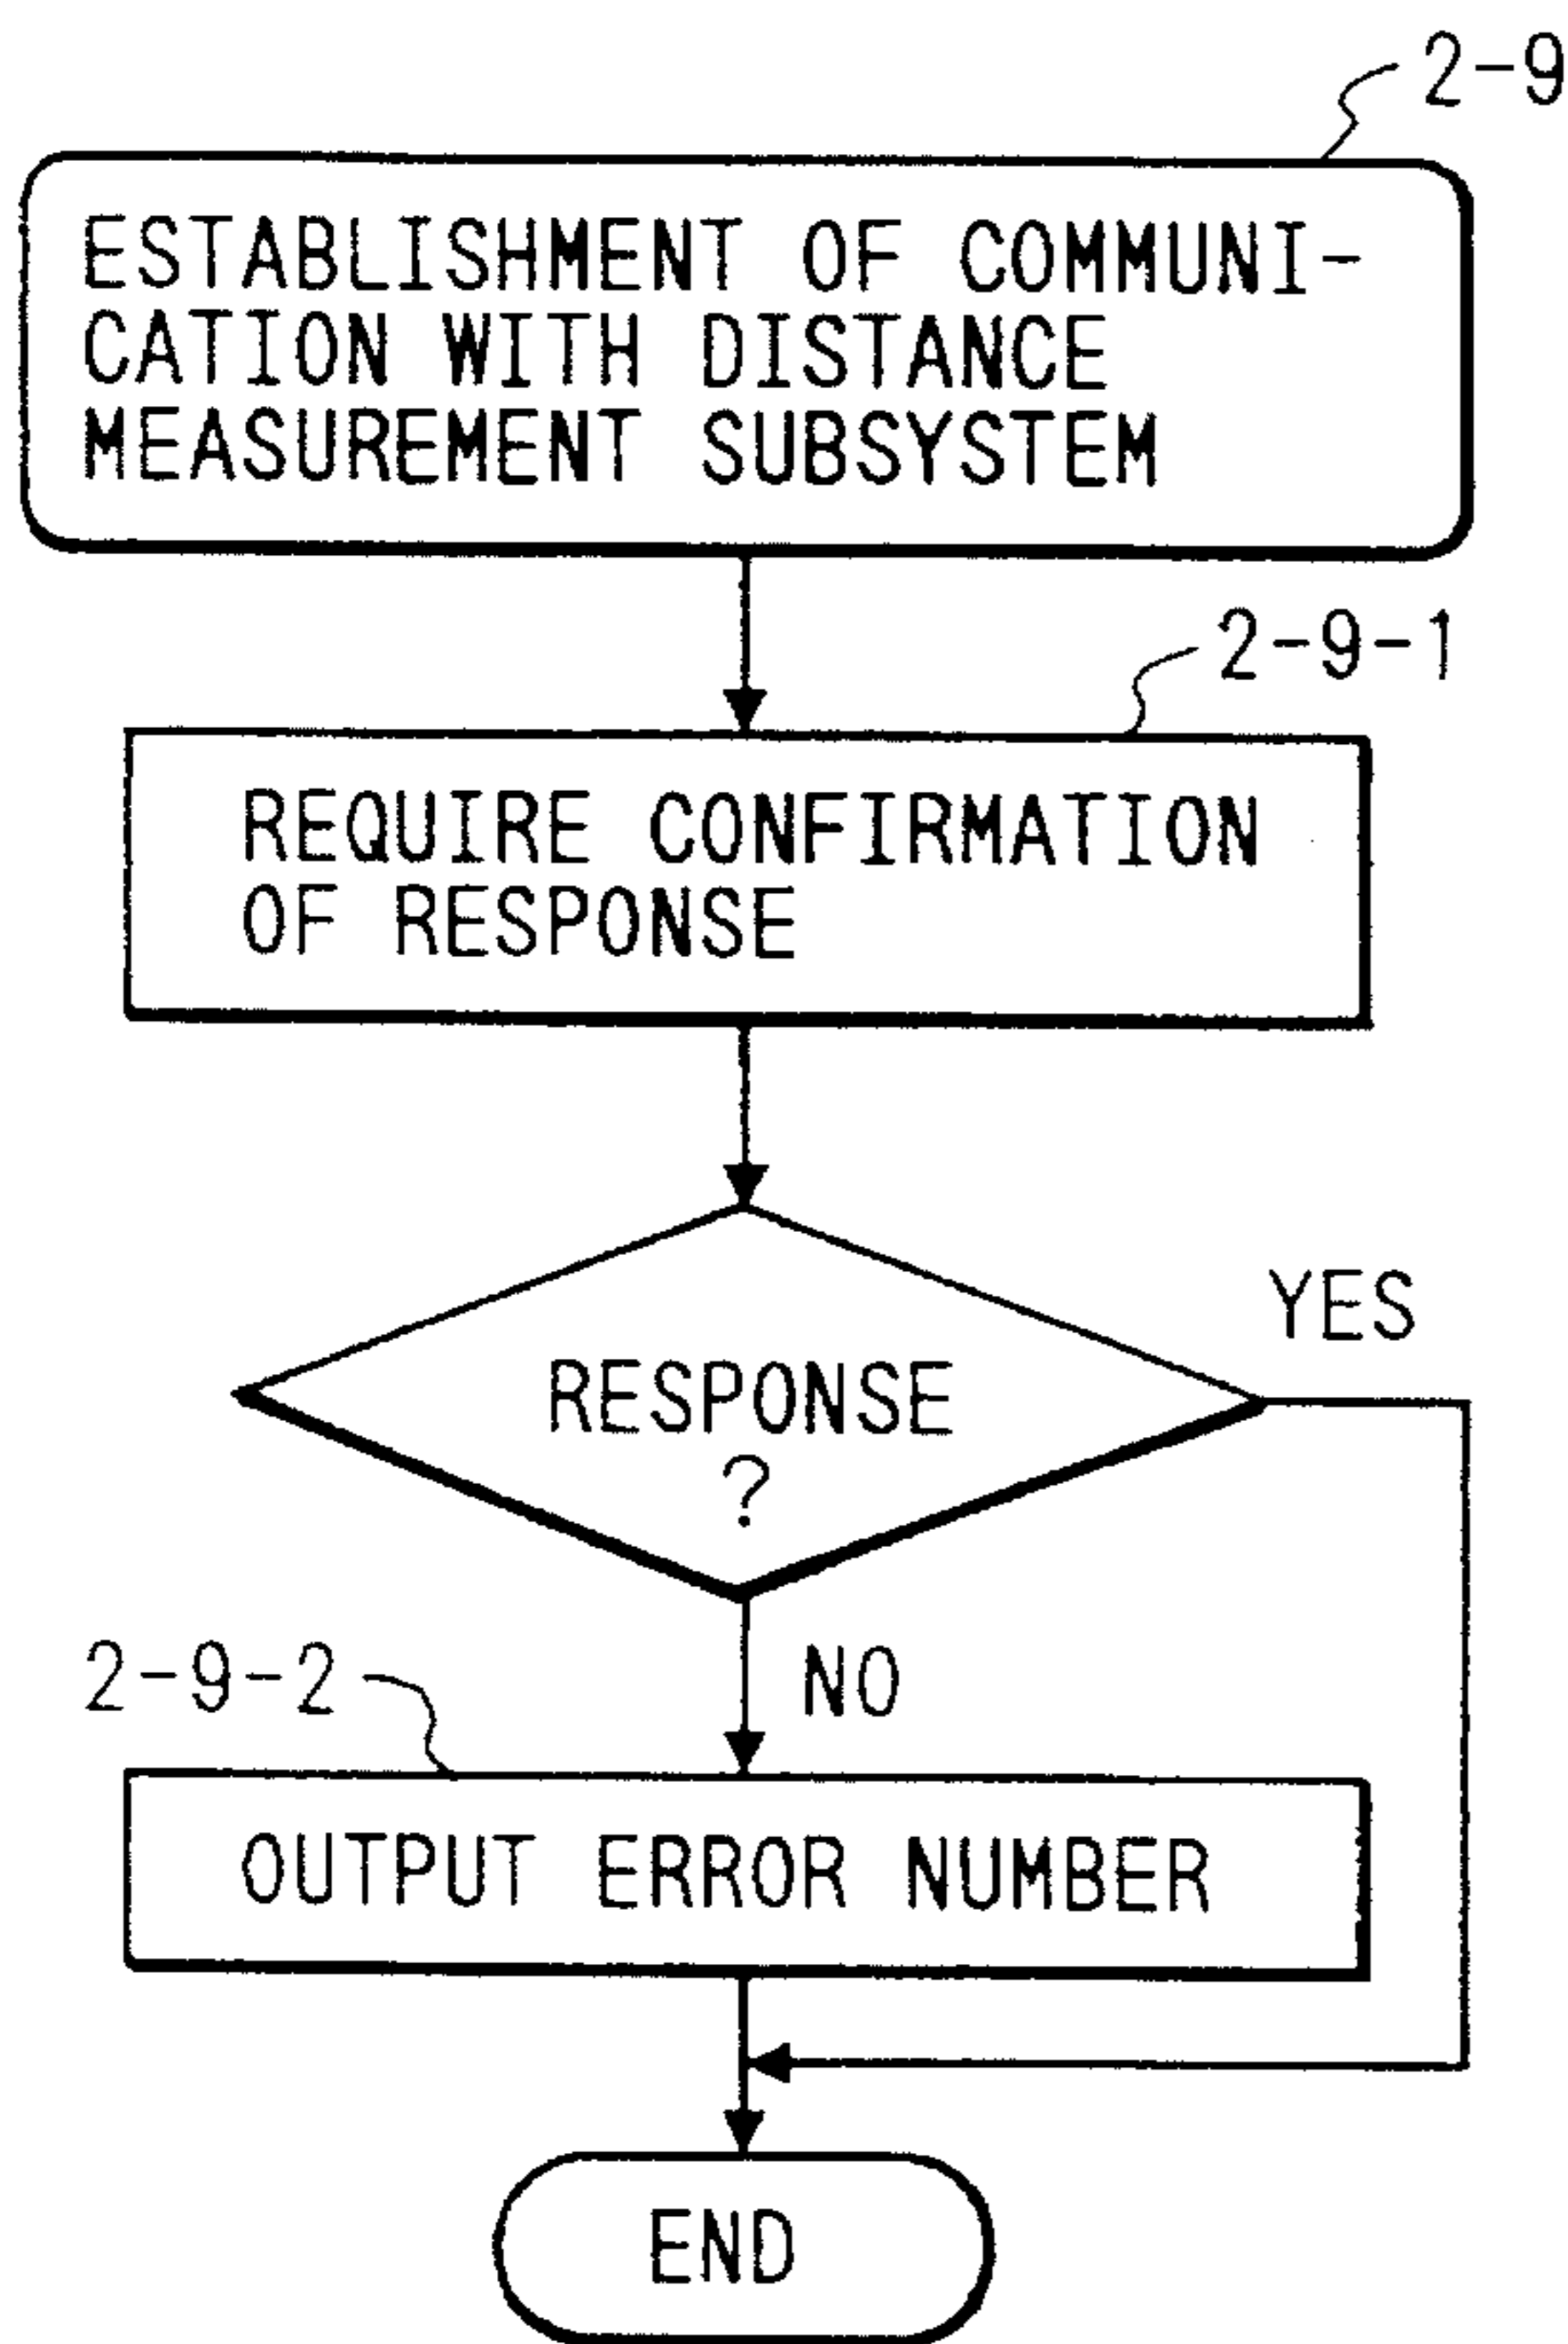 2-9
ESTABLISHMENT OF COMMUNI-
CATION WITH DISTANCE
MEASUREMENT SUBSYSTEM
2-9-1
REQUIRE CONFIRMATION
OF RESPONSE
YES
RESPONSE
?
2-9-2
NO
OUTPUT ERROR NUMBER
END